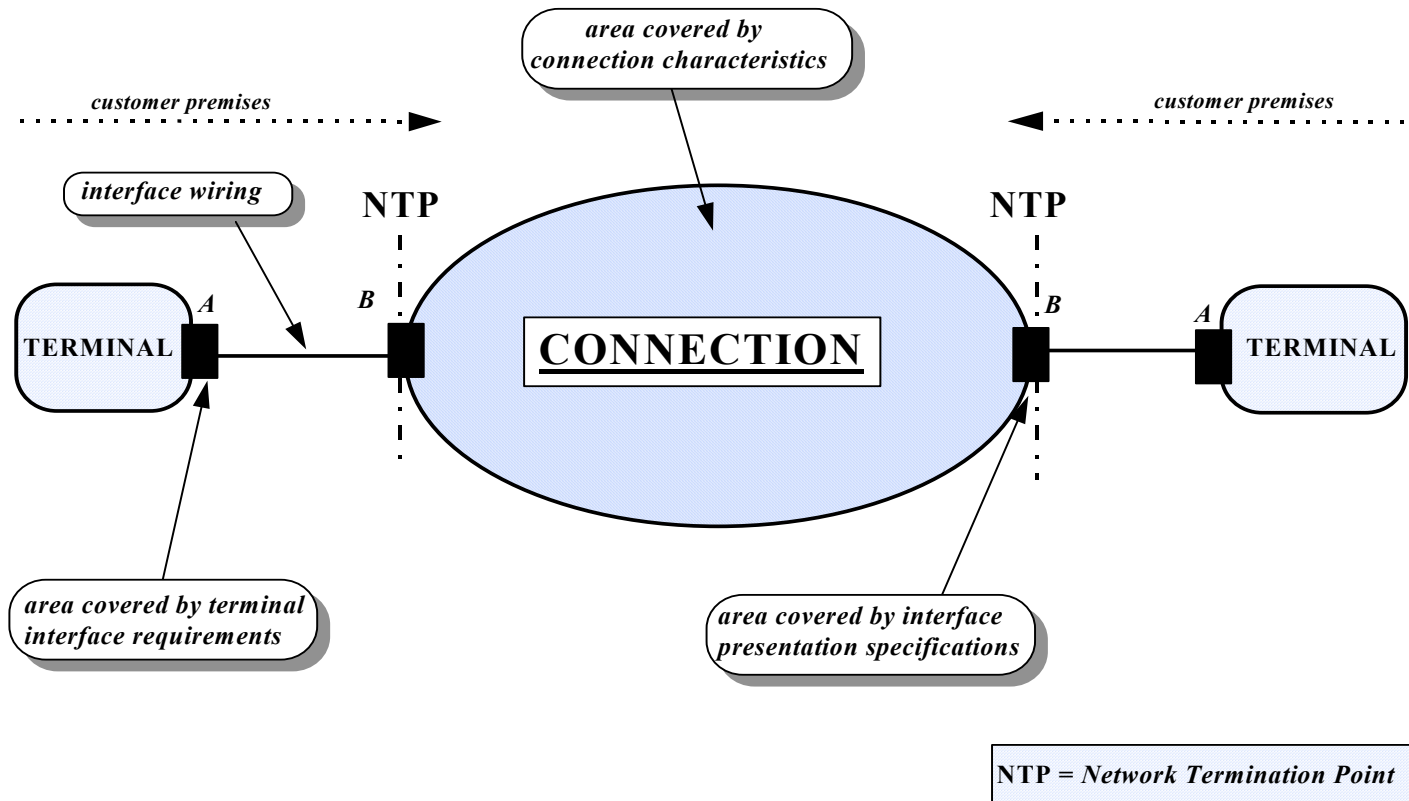 area covered by
connection characteristics
customer premises
customer premises
interface wiring
NTP
NTP
A
B
B
A
TERMINAL
CONNECTION
TERMINAL
area covered by terminal
interface requirements
area covered by interface
presentation specifications
NTP = Network Termination Point